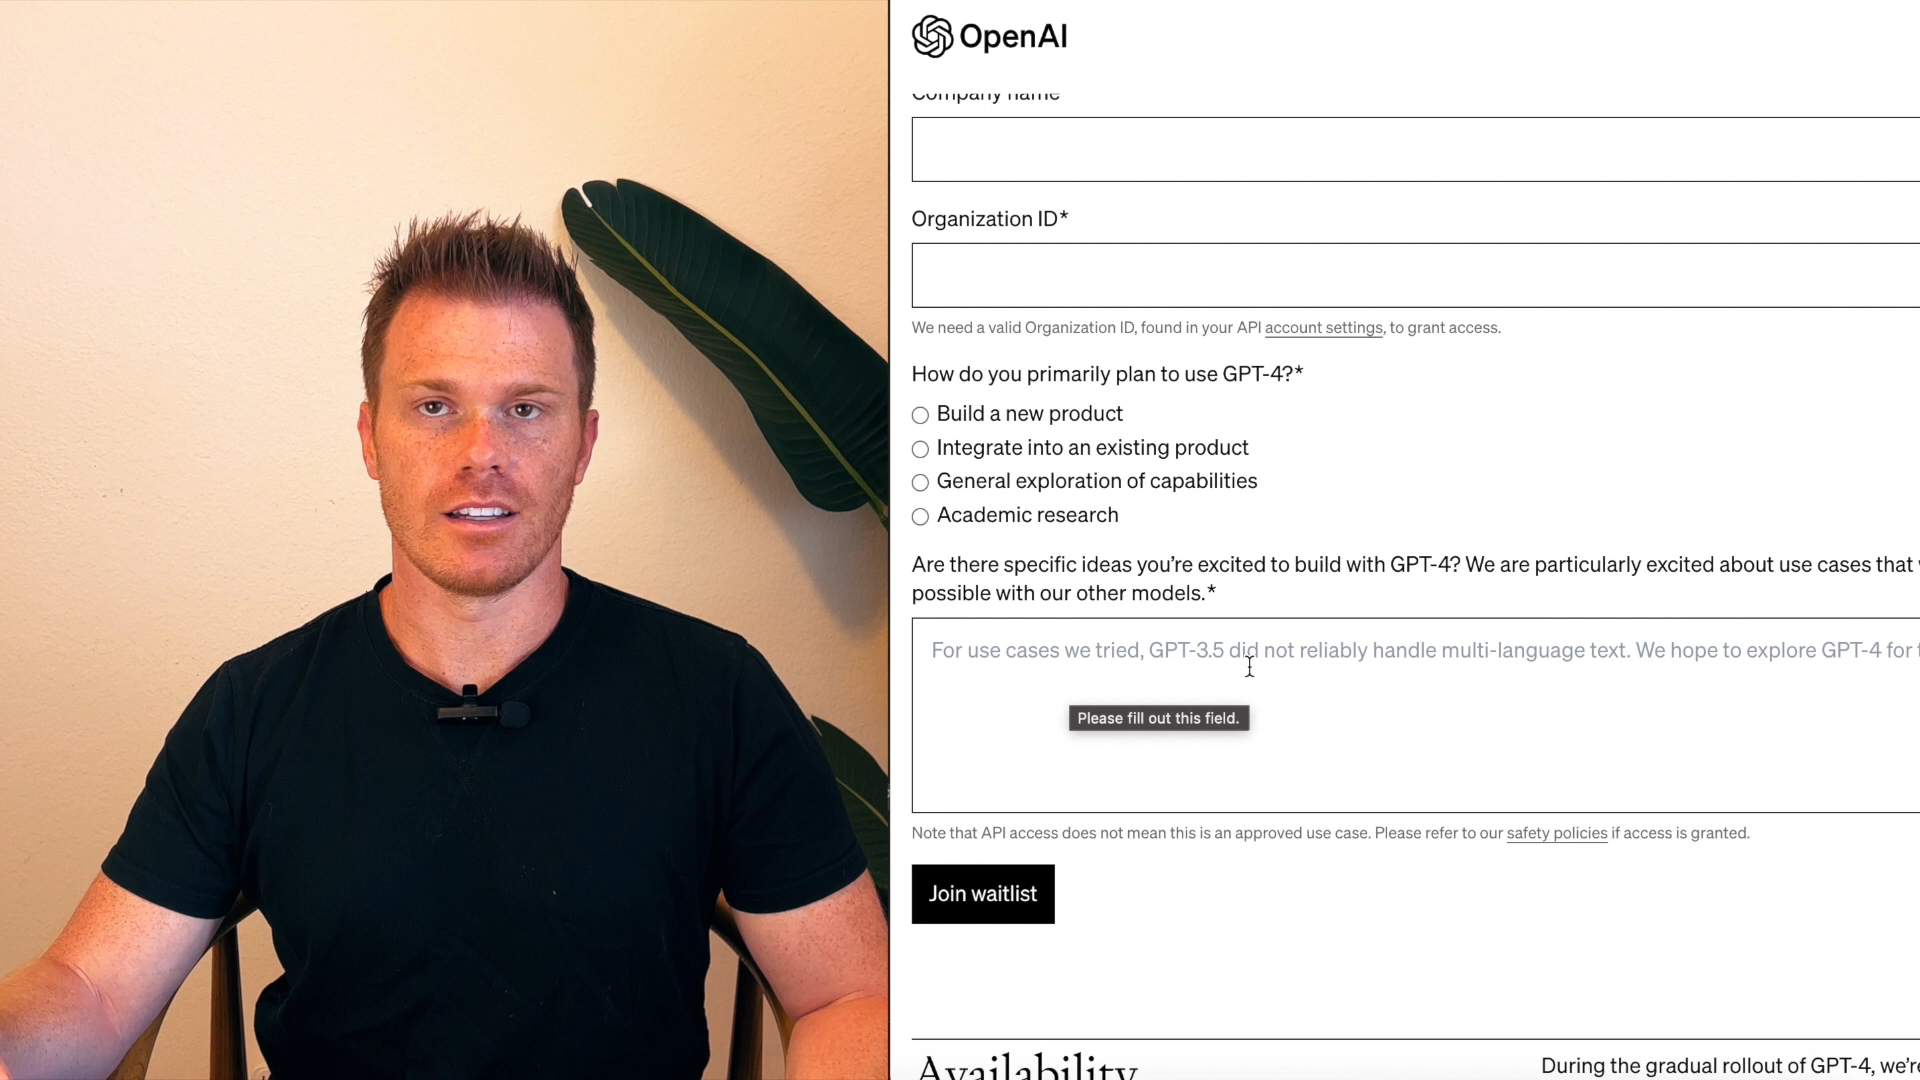 OpenAI
Company name
Organization ID*
We need a valid Organization ID, found in your API account settings, to grant access.
How do you primarily plan to use GPT-4?*
Build a new product
Integrate into an existing product
General exploration of capabilities
Academic research
Are there specific ideas you’re excited to build with GPT-4? We are particularly excited about use cases that
possible with our other models.*
For use cases we tried, GPT-3.5 did not reliably handle multi-language text. We hope to explore GPT-4 for
Please fill out this field.
Note that API access does not mean this is an approved use case. Please refer to our safety policies if access is granted.
Join waitlist
Availability
During the gradual rollout of GPT-4, we’re